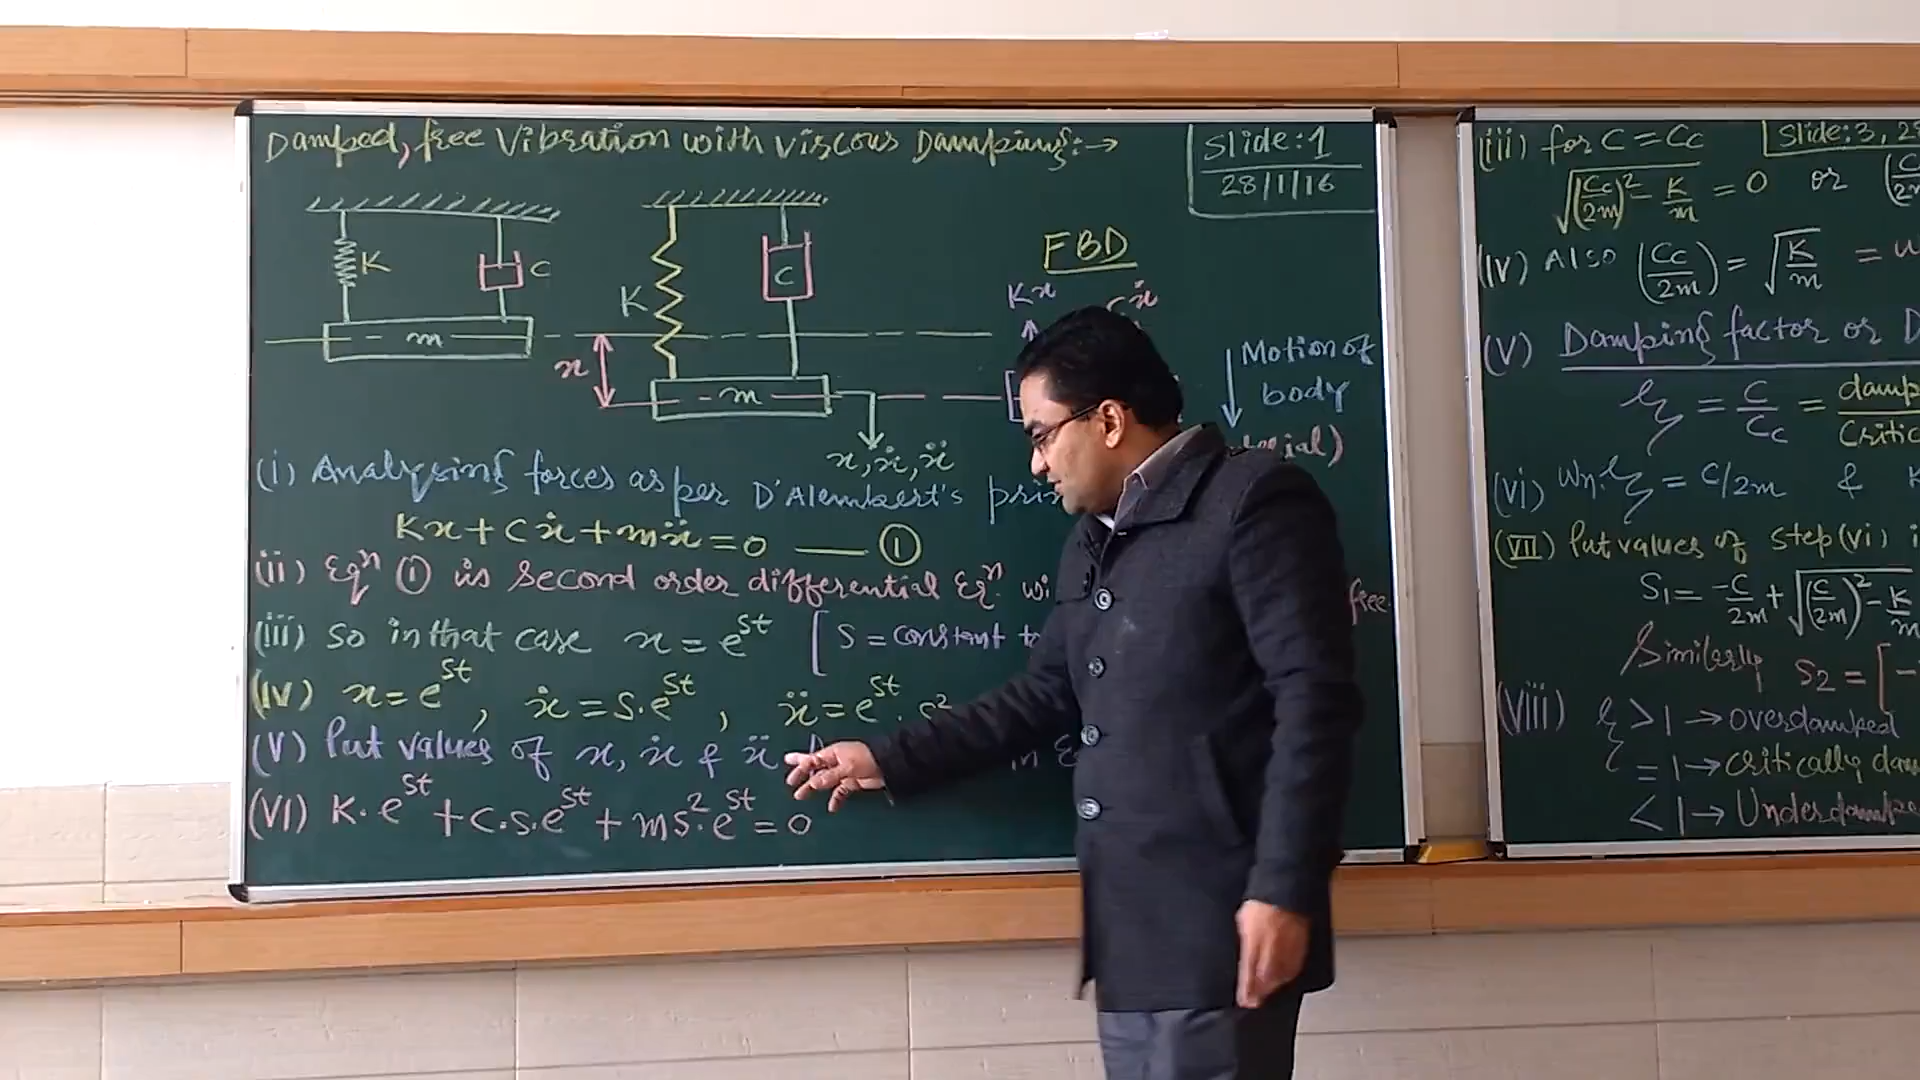 Damped, free Vibration with Viscous Damping:→
Slide:1
28/1/16
K
C
m
K
C
x
m
x, ẋ, ẍ
FBD
Kx
Cẋ
Motion of
body
(i) Analysing forces as per D'Alembert's
Kx + Cẋ + mẍ = 0 — ①
(ii) Eqⁿ ① is second order differential Eqⁿ. free
(iii) So in that case x = e^st [S = constant
(iv) x = e^st , ẋ = S.e^st , ẍ = e^st . s²
(V) Put values of x, ẋ & ẍ in
(VI) K.e^st + C.s.e^st + ms².e^st = 0
(iii) for C = Cc
Slide:3, 
√((Cc/2m)² - K/m) = 0 or
(IV) Also (Cc/2m) = √(K/m) =
(V) Damping factor or
ξ = C/Cc =
(vi) Wn.ξ = C/2m &
(VII) Put values of step (vi)
S1 = -C/2m + √((C/2m)² - K/m)
Similarly S2 = [-
(VIII) ξ > 1 → overdamped
= 1 → critically
< 1 →